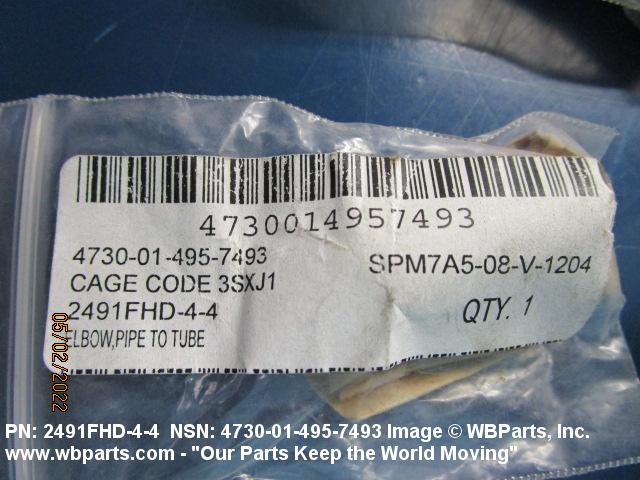 4730014957493
4730-01-495-7493
CAGE CODE 3SXJ1
SPM7A5-08-V-1204
2491FHD-4-4
QTY. 1
ELBOW,PIPE TO TUBE
05/02/2022
PN: 2491FHD-4-4 NSN: 4730-01-495-7493 Image © WBParts, Inc.
www.wbparts.com - "Our Parts Keep the World Moving"